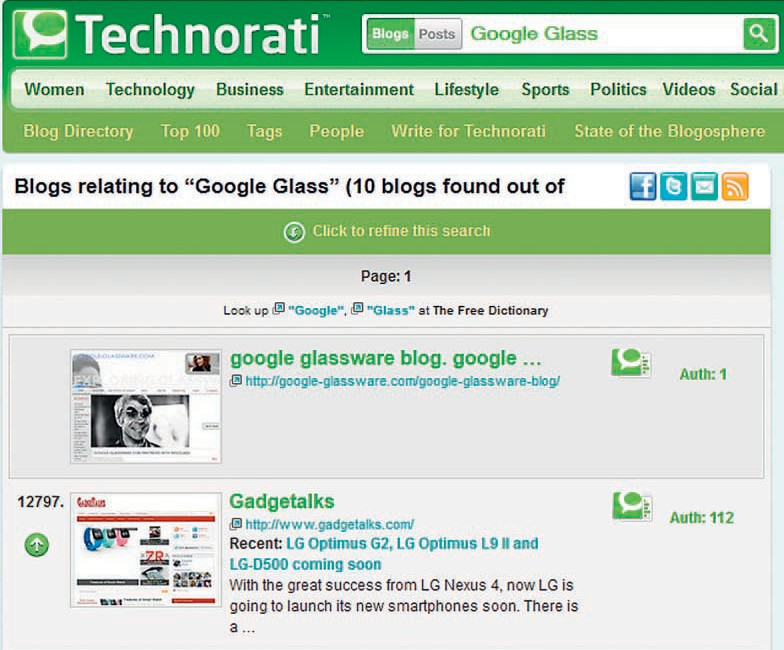 Technorati™
Blogs Posts Google Glass
Women Technology Business Entertainment Lifestyle Sports Politics Videos Social
Blog Directory Top 100 Tags People Write for Technorati State of the Blogosphere
Blogs relating to “Google Glass” (10 blogs found out of
Click to refine this search
Page: 1
Look up "Google", "Glass" at The Free Dictionary
google glassware blog. google ...
http://google-glassware.com/google-glassware-blog/
Auth: 1
12797.
Gadgetalks
http://www.gadgetalks.com/
Auth: 112
Recent: LG Optimus G2, LG Optimus L9 II and
LG-D500 coming soon
With the great success from LG Nexus 4, now LG is
going to launch its new smartphones soon. There is
a ...